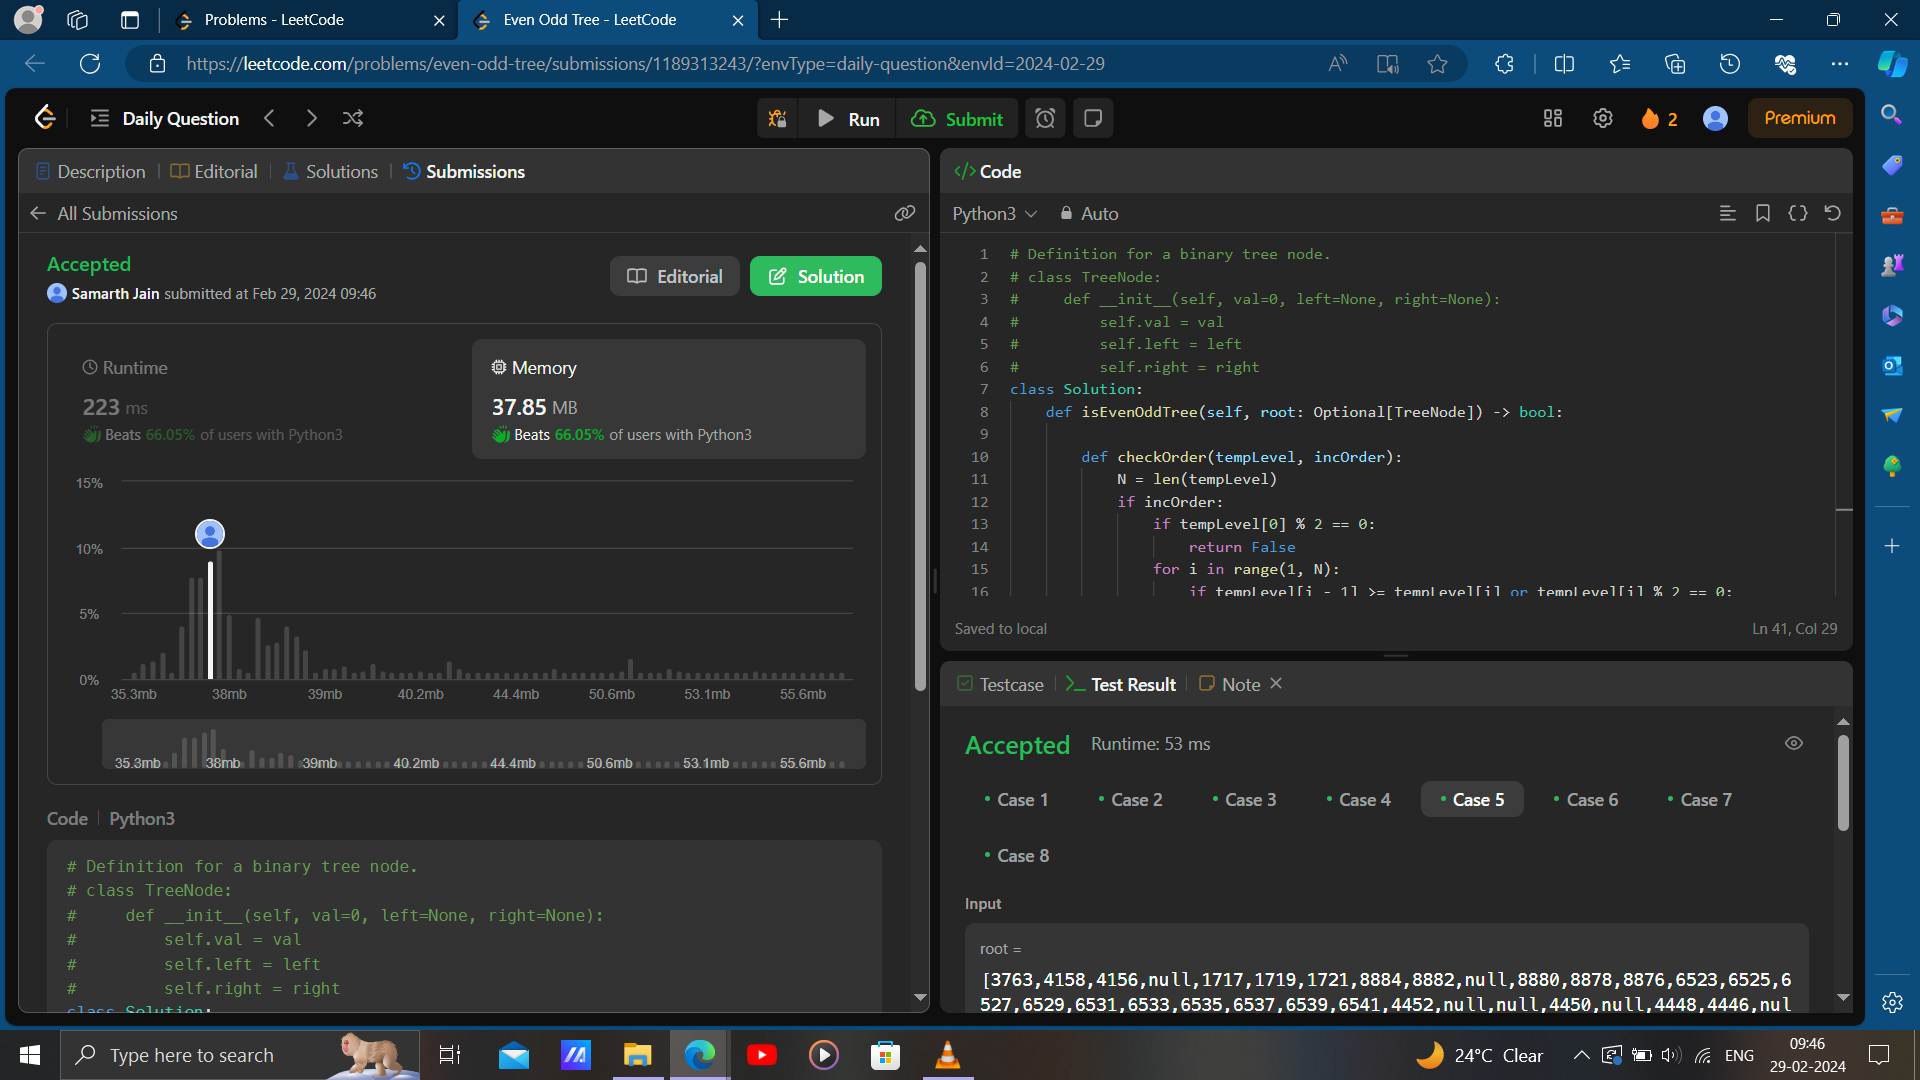 Problems - LeetCode
Even Odd Tree - LeetCode
https://leetcode.com/problems/even-odd-tree/submissions/1189313243/?envType=daily-question&envId=2024-02-29
Daily Question
Run
Submit
2
Premium
Description
Editorial
Solutions
Submissions
All Submissions
Accepted
Samarth Jain submitted at Feb 29, 2024 09:46
Editorial
Solution
Runtime
223 ms
Beats 66.05% of users with Python3
Memory
37.85 MB
Beats 66.05% of users with Python3
15%
10%
5%
0%
35.3mb 38mb 39mb 40.2mb 44.4mb 50.6mb 53.1mb 55.6mb
35.3mb 38mb 39mb 40.2mb 44.4mb 50.6mb 53.1mb 55.6mb
Code | Python3
# Definition for a binary tree node.
# class TreeNode:
#     def __init__(self, val=0, left=None, right=None):
#         self.val = val
#         self.left = left
#         self.right = right
class Solution:
</> Code
Python3
Auto
1 # Definition for a binary tree node.
2 # class TreeNode:
3 #     def __init__(self, val=0, left=None, right=None):
4 #         self.val = val
5 #         self.left = left
6 #         self.right = right
7 class Solution:
8     def isEvenOddTree(self, root: Optional[TreeNode]) -> bool:
9
10         def checkOrder(tempLevel, incOrder):
11             N = len(tempLevel)
12             if incOrder:
13                 if tempLevel[0] % 2 == 0:
14                     return False
15                 for i in range(1, N):
16                     if tempLevel[i - 1] >= tempLevel[i] or tempLevel[i] % 2 == 0:
Saved to local
Ln 41, Col 29
Testcase
Test Result
Note
Accepted
Runtime: 53 ms
Case 1
Case 2
Case 3
Case 4
Case 5
Case 6
Case 7
Case 8
Input
root =
[3763,4158,4156,null,1717,1719,1721,8884,8882,null,8880,8878,8876,6523,6525,6
527,6529,6531,6533,6535,6537,6539,6541,4452,null,null,4450,null,4448,4446,nul
Type here to search
24°C Clear
ENG
09:46
29-02-2024